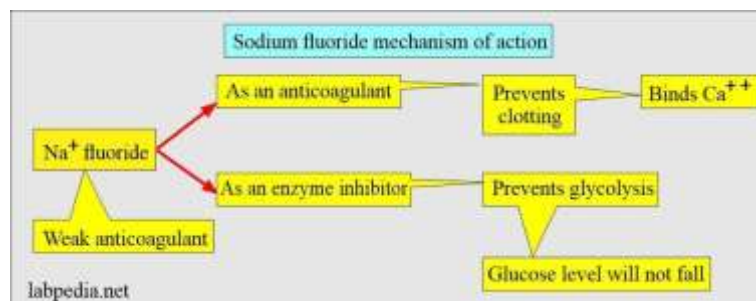 Sodium fluoride mechanism of action
As an anticoagulant
Prevents
clotting
Binds Ca⁺⁺
Na⁺ fluoride
As an enzyme inhibitor
Prevents glycolysis
Weak anticoagulant
Glucose level will not fall
labpedia.net